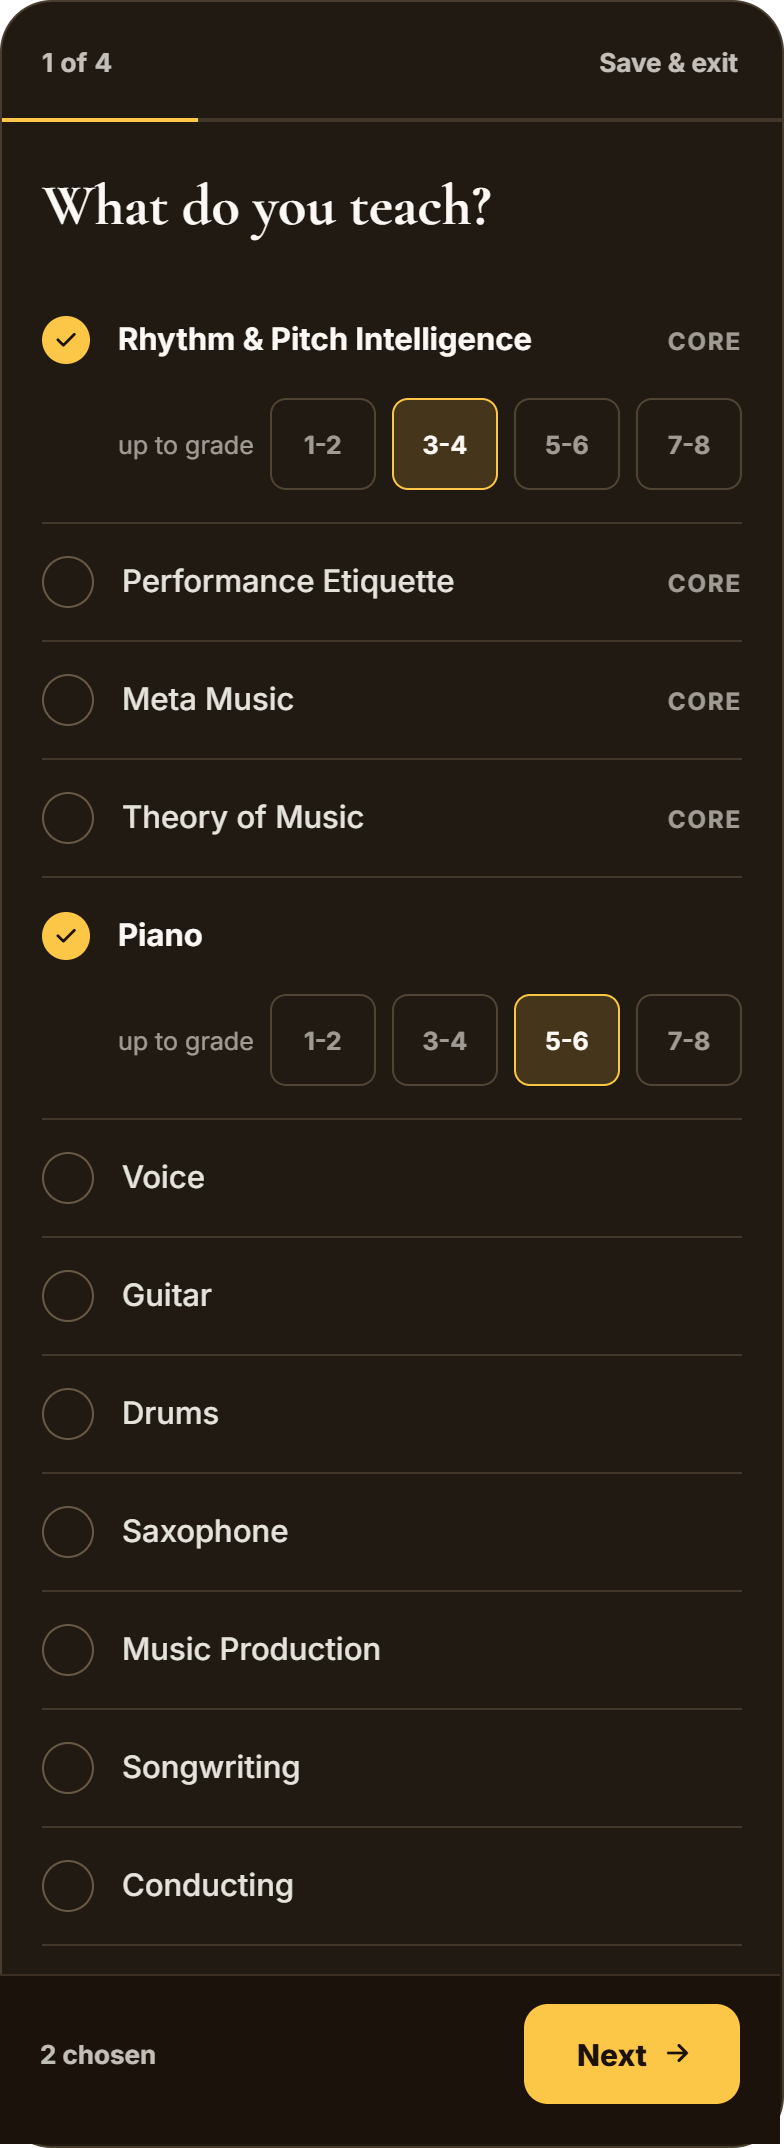 1 of 4 Save & exit
What do you teach?
Rhythm & Pitch Intelligence CORE
up to grade 1-2 3-4 5-6 7-8
Performance Etiquette CORE
Meta Music CORE
Theory of Music CORE
Piano
up to grade 1-2 3-4 5-6 7-8
Voice
Guitar
Drums
Saxophone
Music Production
Songwriting
Conducting
2 chosen Next →